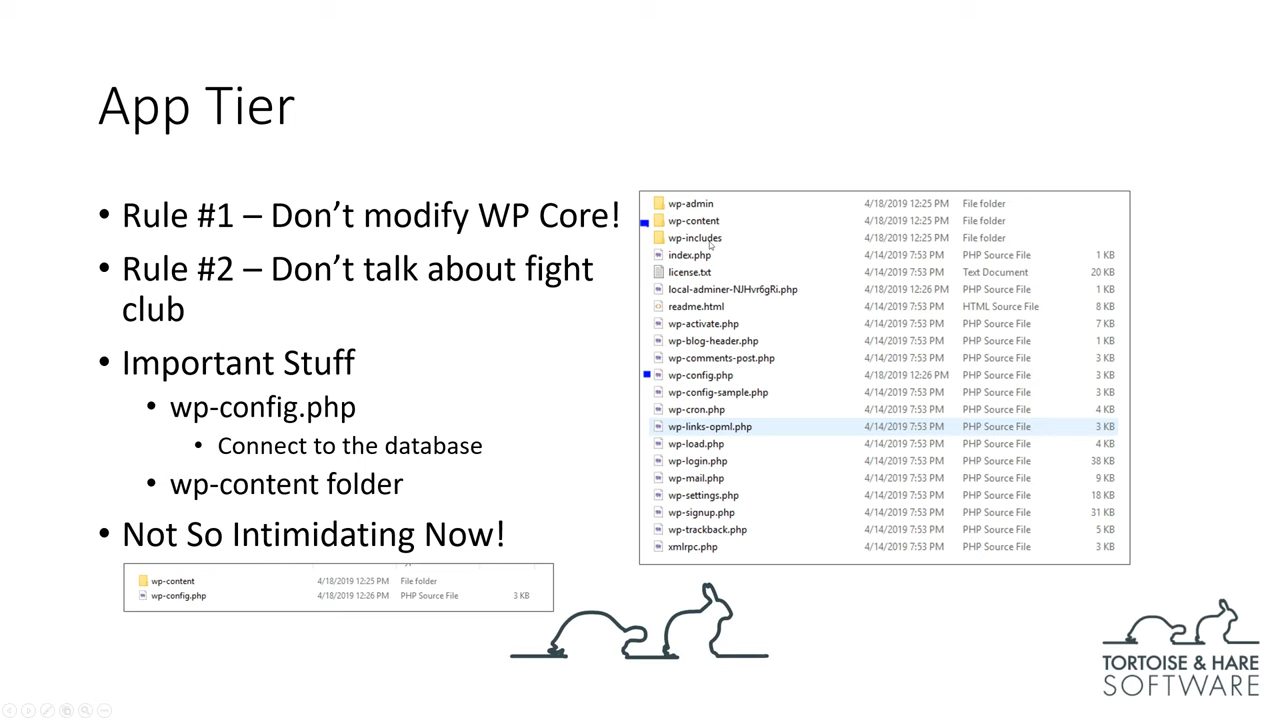 App Tier
• Rule #1 – Don't modify WP Core!
• Rule #2 – Don't talk about fight
club
• Important Stuff
• wp-config.php
• Connect to the database
• wp-content folder
• Not So Intimidating Now!
wp-content 4/18/2019 12:25 PM File folder
wp-config.php 4/18/2019 12:26 PM PHP Source File 3 KB
wp-admin 4/18/2019 12:25 PM File folder
wp-content 4/18/2019 12:25 PM File folder
wp-includes 4/18/2019 12:25 PM File folder
index.php 4/14/2019 7:53 PM PHP Source File 1 KB
license.txt 4/14/2019 7:53 PM Text Document 20 KB
local-adminer-NJHvr6gRi.php 4/18/2019 12:26 PM PHP Source File 1 KB
readme.html 4/14/2019 7:53 PM HTML Source File 8 KB
wp-activate.php 4/14/2019 7:53 PM PHP Source File 7 KB
wp-blog-header.php 4/14/2019 7:53 PM PHP Source File 1 KB
wp-comments-post.php 4/14/2019 7:53 PM PHP Source File 3 KB
wp-config.php 4/18/2019 12:26 PM PHP Source File 3 KB
wp-config-sample.php 4/14/2019 7:53 PM PHP Source File 3 KB
wp-cron.php 4/14/2019 7:53 PM PHP Source File 4 KB
wp-links-opml.php 4/14/2019 7:53 PM PHP Source File 3 KB
wp-load.php 4/14/2019 7:53 PM PHP Source File 4 KB
wp-login.php 4/14/2019 7:53 PM PHP Source File 38 KB
wp-mail.php 4/14/2019 7:53 PM PHP Source File 9 KB
wp-settings.php 4/14/2019 7:53 PM PHP Source File 18 KB
wp-signup.php 4/14/2019 7:53 PM PHP Source File 31 KB
wp-trackback.php 4/14/2019 7:53 PM PHP Source File 5 KB
xmlrpc.php 4/14/2019 7:53 PM PHP Source File 3 KB
TORTOISE & HARE
SOFTWARE